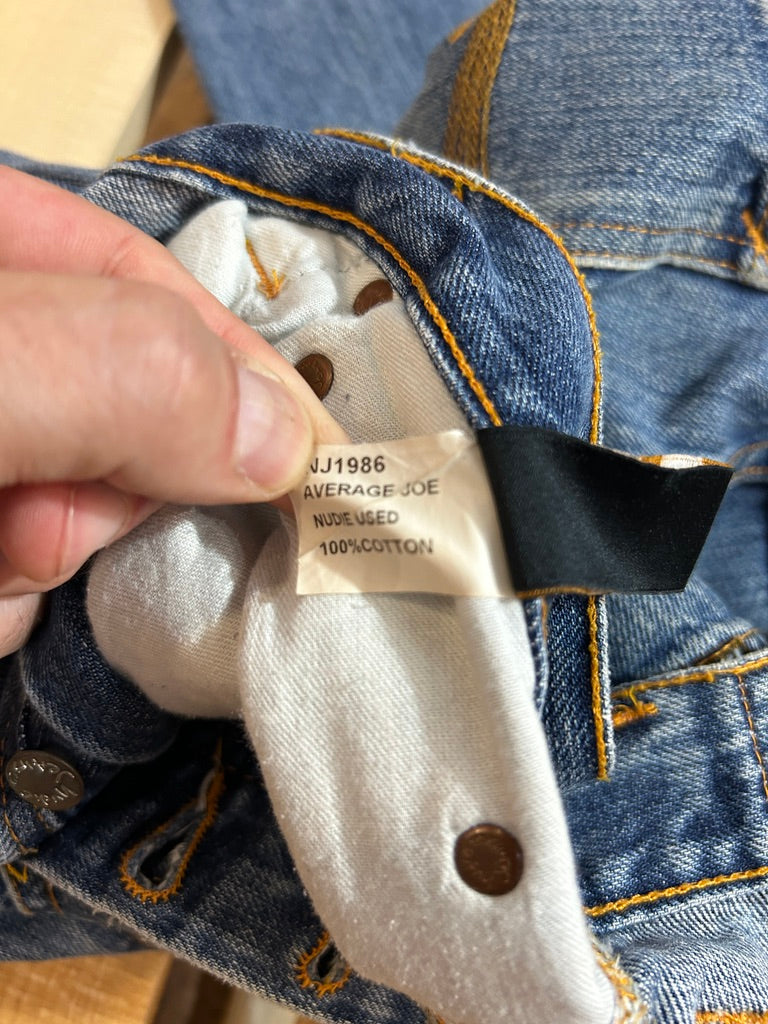 NJ1986
AVERAGE JOE
NUDIE USED
100%COTTON